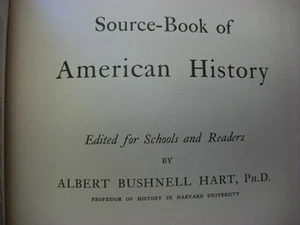 Source-Book of
American History
Edited for Schools and Readers
BY
ALBERT BUSHNELL HART, PH.D.
PROFESSOR OF HISTORY IN HARVARD UNIVERSITY